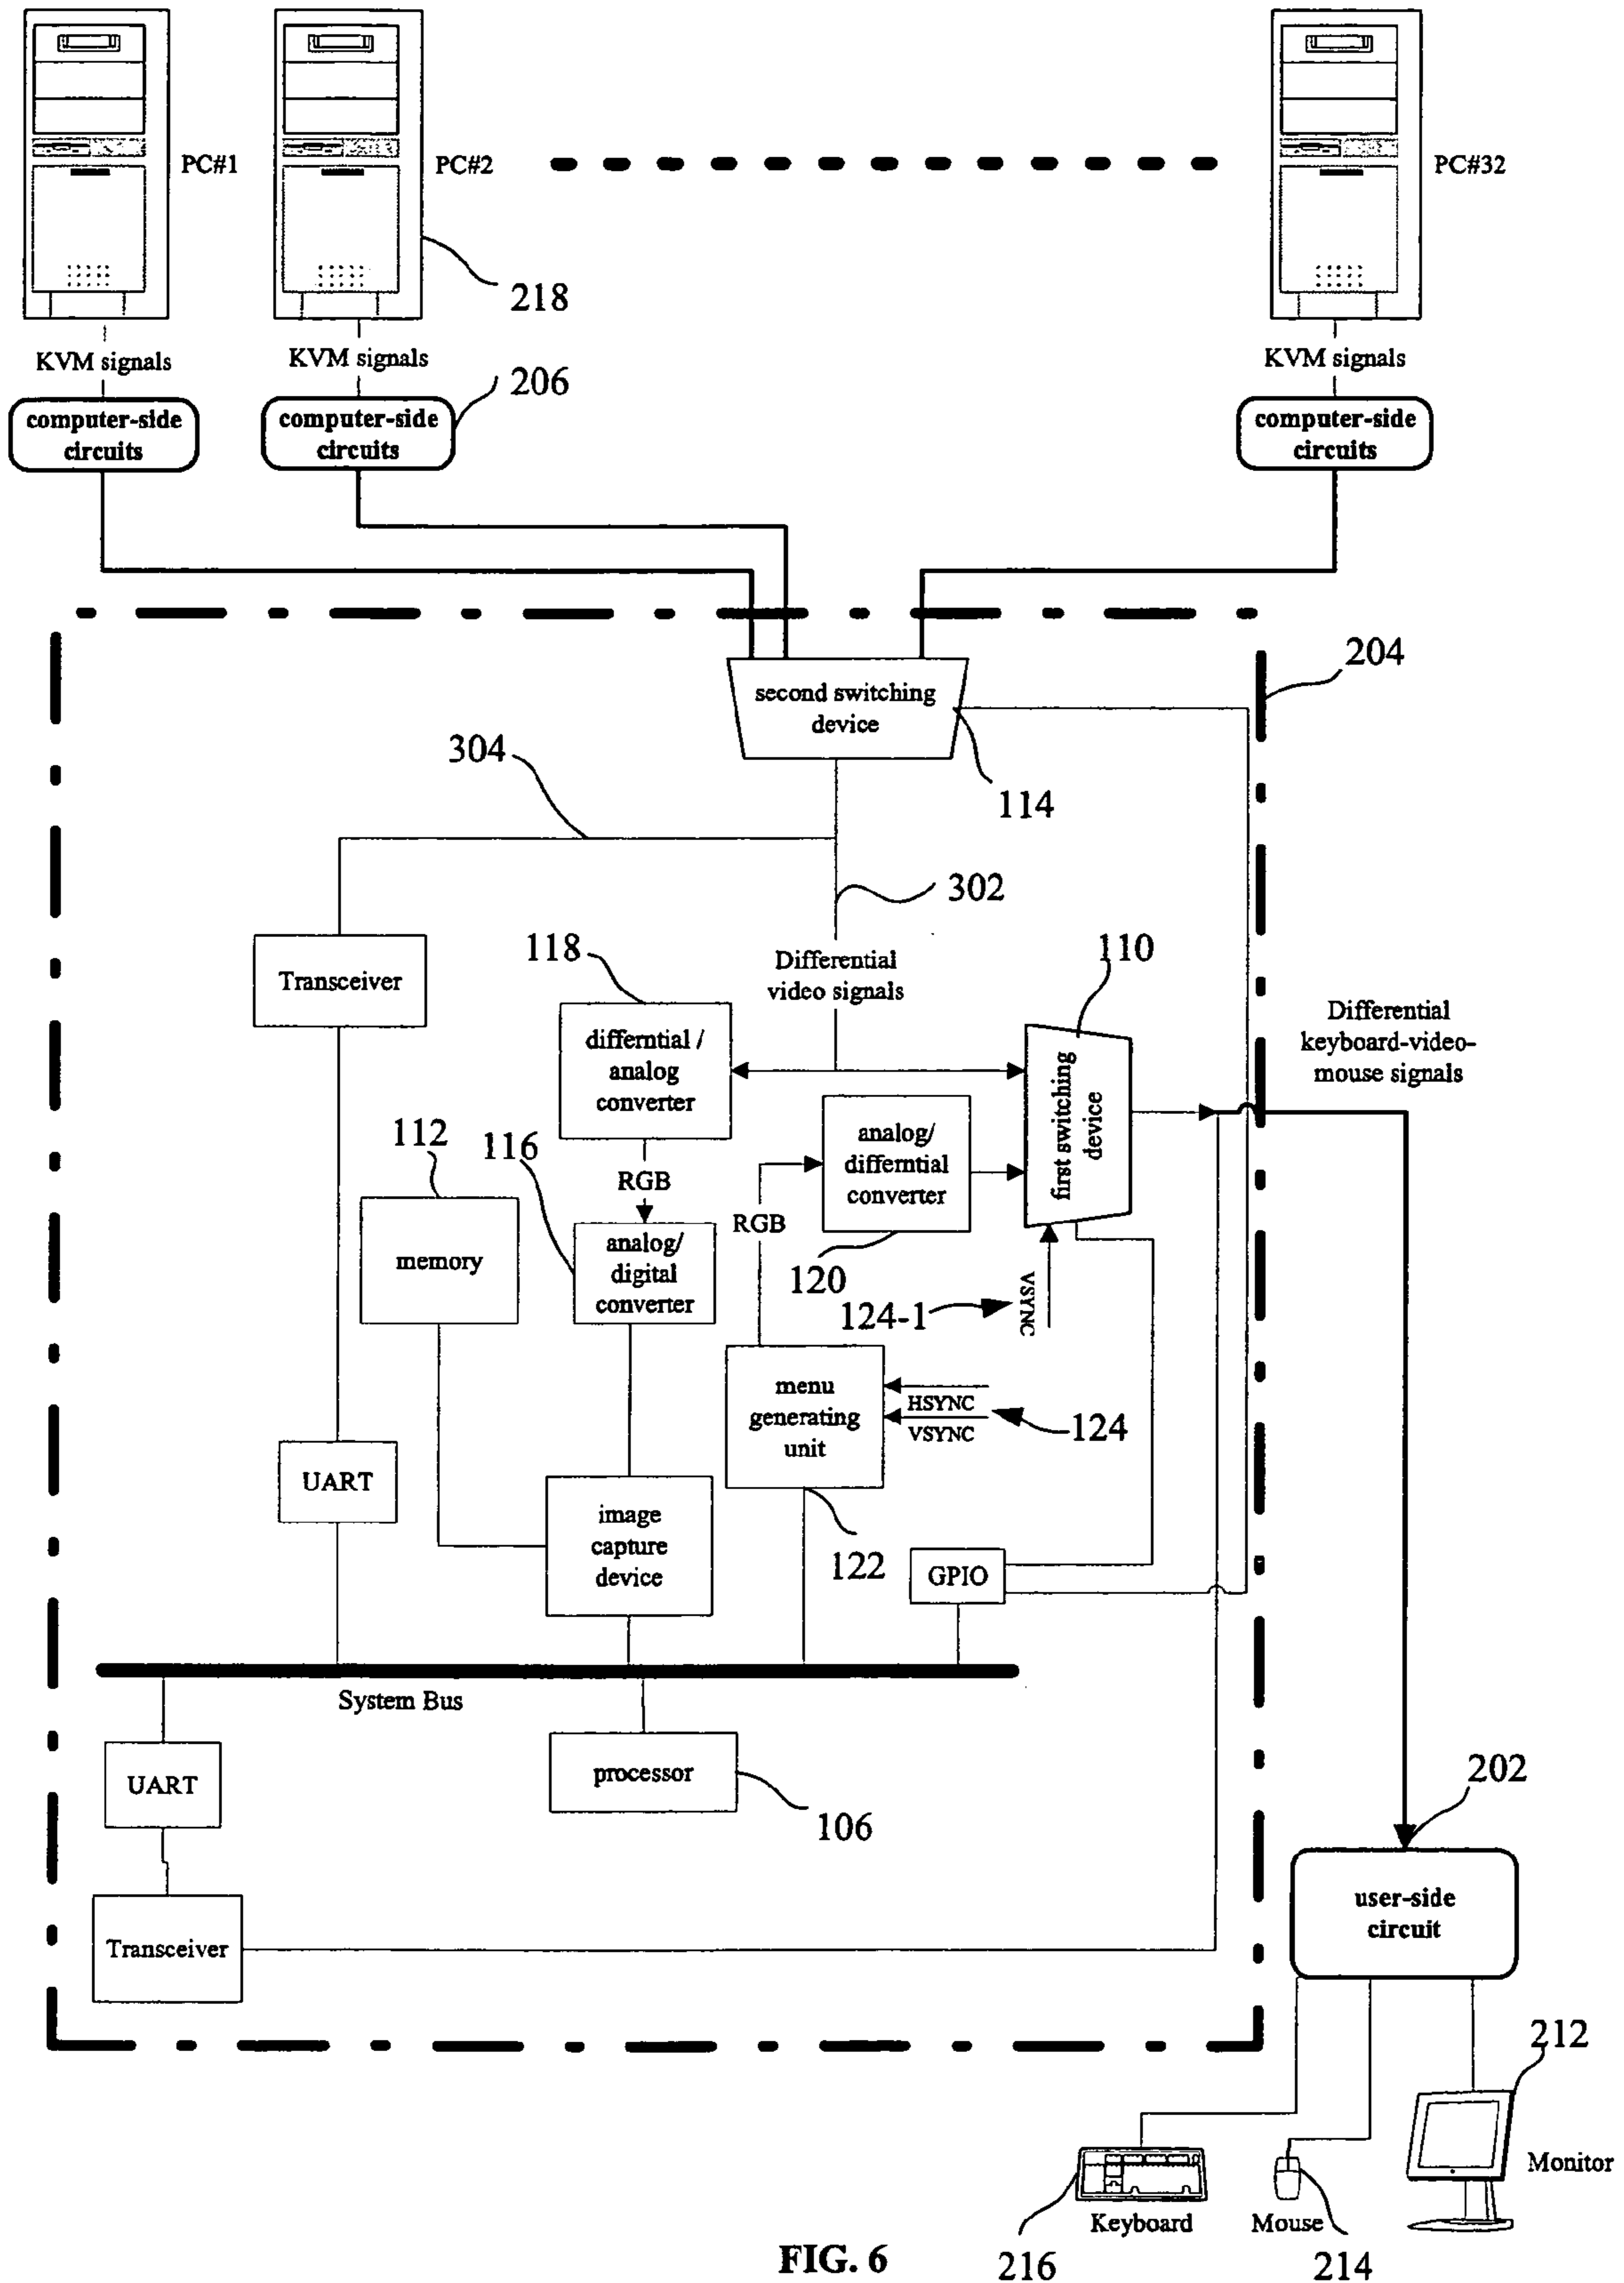 PC#1
PC#2
PC#32
218
KVM signals
KVM signals
KVM signals
206
computer-side
circuits
computer-side
circuits
computer-side
circuits
204
second switching
device
304
114
302
118
Differential
video signals
110
Transceiver
differntial /
analog
converter
Differential
keyboard-video-
mouse signals
first switching
device
112
116
analog/
differntial
converter
RGB
RGB
memory
analog/
digital
converter
120
124-1
VSYNC
menu
generating
unit
HSYNC
VSYNC
124
UART
image
capture
device
122
GPIO
System Bus
UART
processor
106
202
user-side
circuit
Transceiver
212
Monitor
Keyboard
Mouse
216
214
FIG. 6